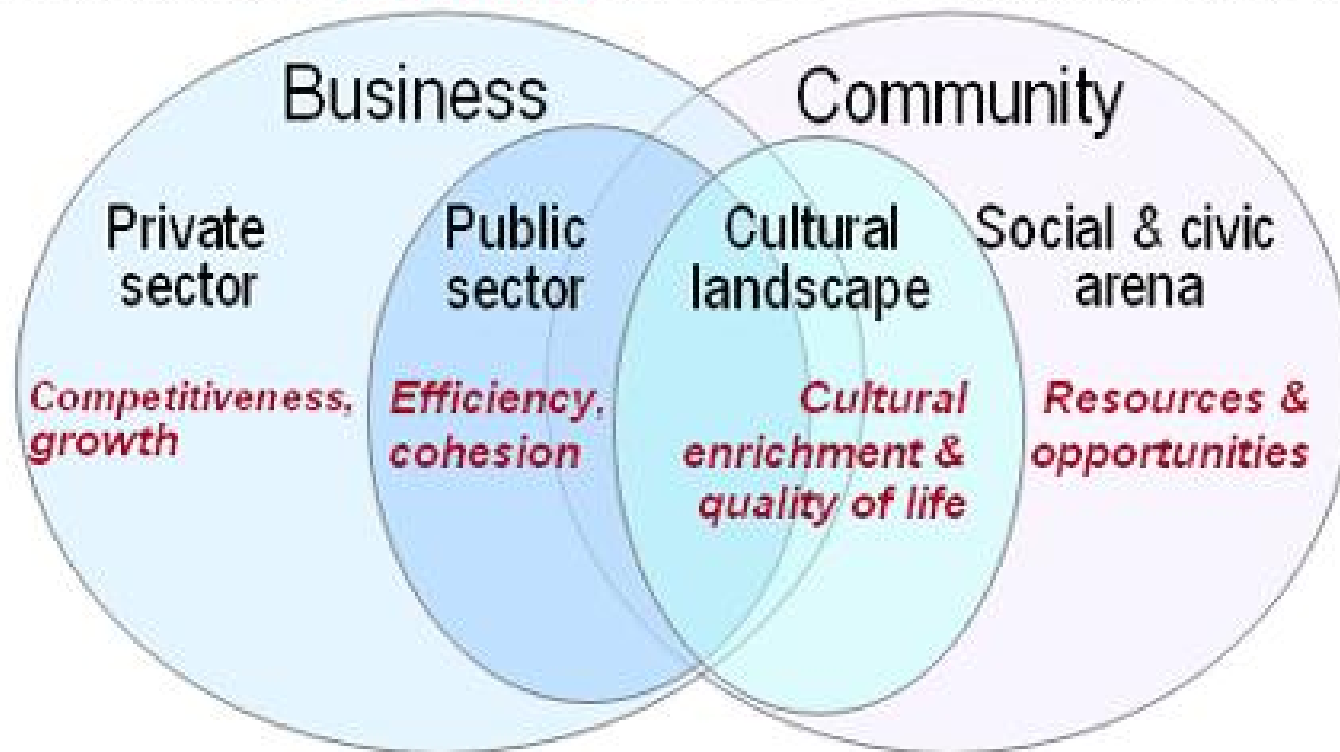 Business
Community
Private
sector
Public
sector
Cultural
landscape
Social & civic
arena
Competitiveness,
growth
Efficiency,
cohesion
Cultural
enrichment &
quality of life
Resources &
opportunities